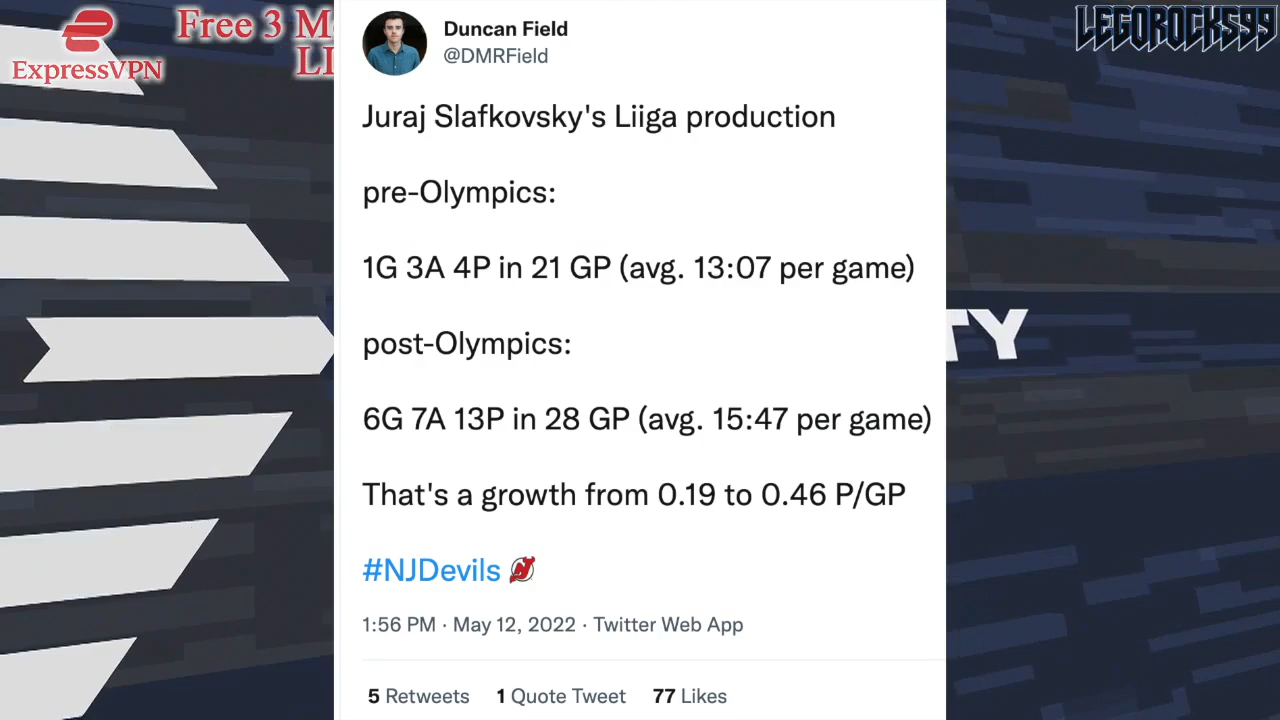 ExpressVPN
Free 3 M
LI
LEGOROCKS99
Duncan Field
@DMRField
Juraj Slafkovsky's Liiga production
pre-Olympics:
1G 3A 4P in 21 GP (avg. 13:07 per game)
post-Olympics:
6G 7A 13P in 28 GP (avg. 15:47 per game)
That's a growth from 0.19 to 0.46 P/GP
#NJDevils
1:56 PM · May 12, 2022 · Twitter Web App
5 Retweets 1 Quote Tweet 77 Likes
TY